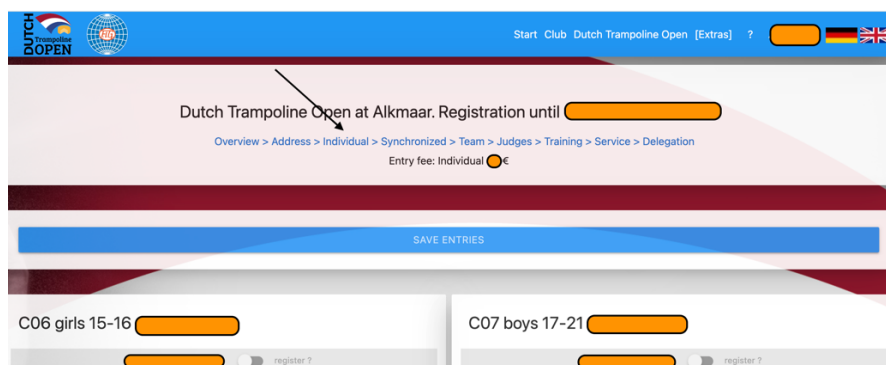 DUTCH
Trampoline
OPEN
FIG
Start Club Dutch Trampoline Open [Extras] ?
Dutch Trampoline Open at Alkmaar. Registration until
Overview > Address > Individual > Synchronized > Team > Judges > Training > Service > Delegation
Entry fee: Individual €
SAVE ENTRIES
C06 girls 15-16
C07 boys 17-21
register ?
register ?